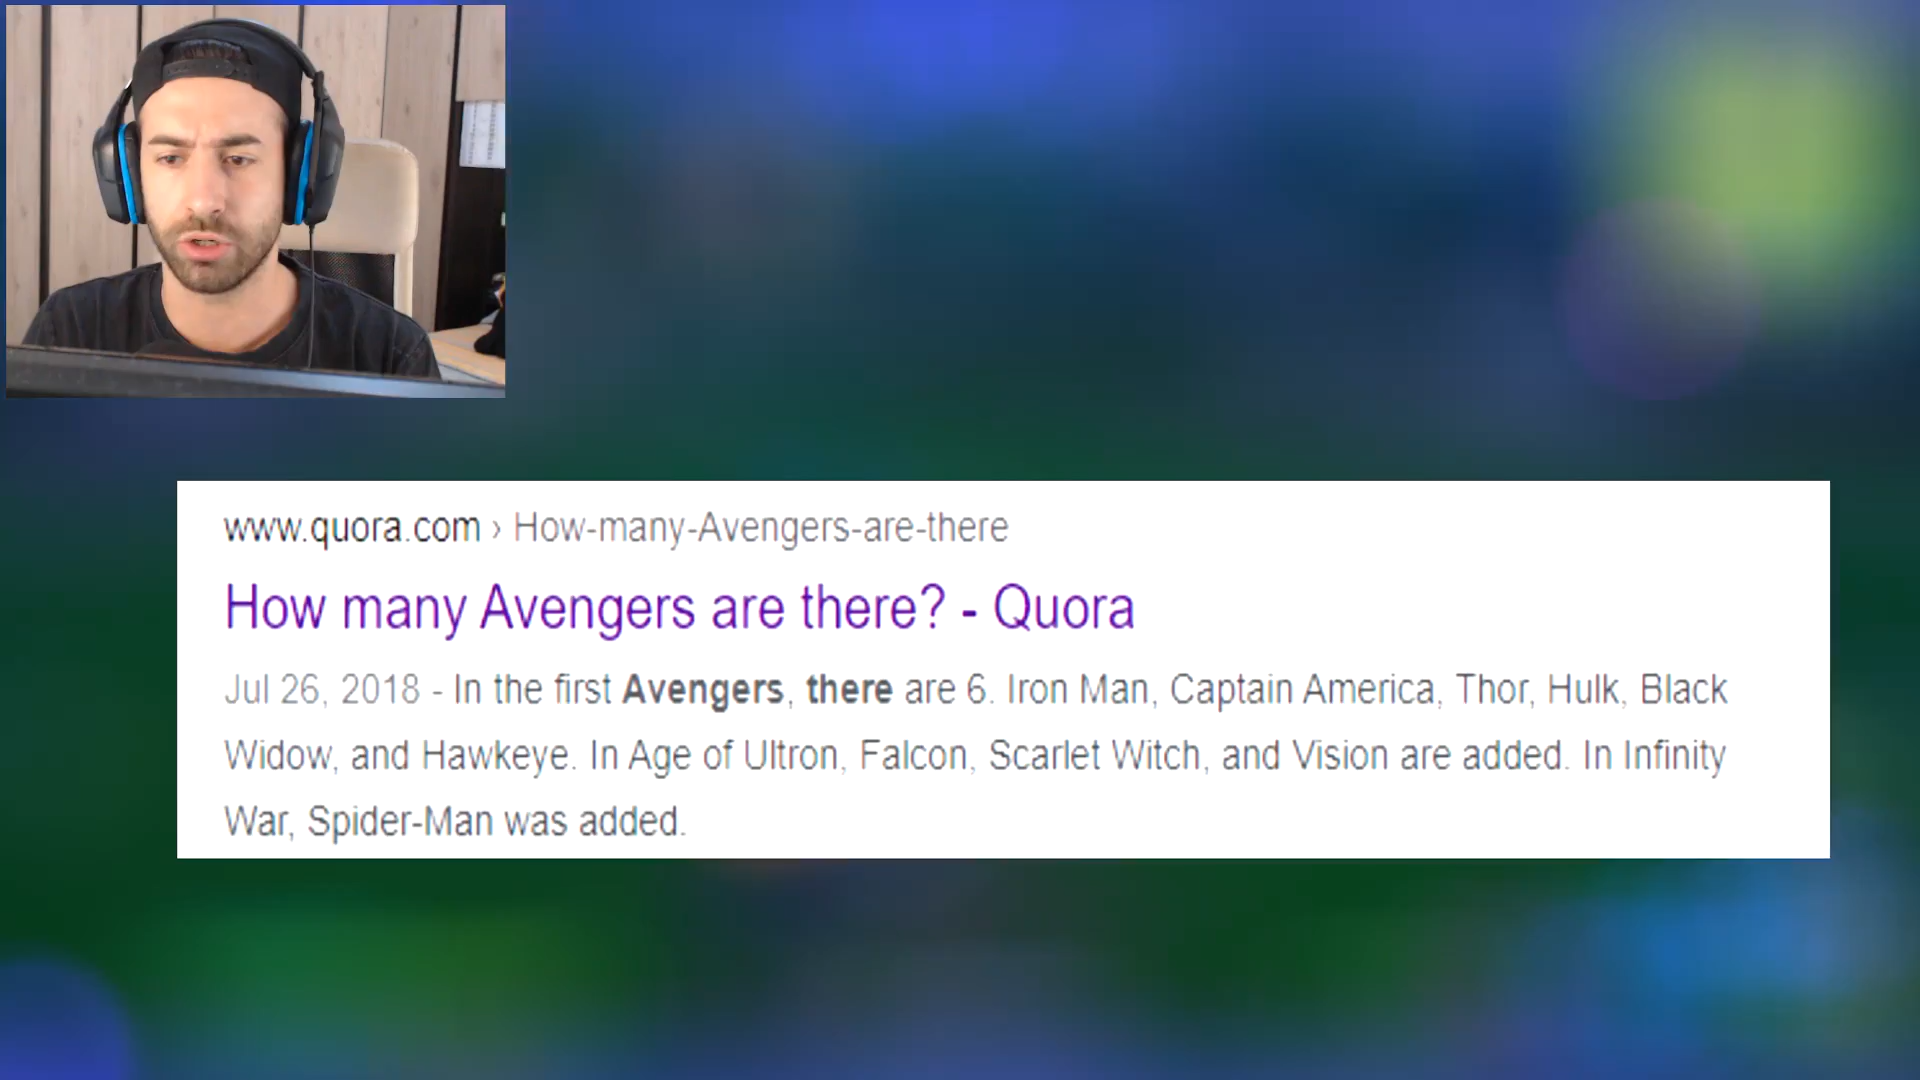 www.quora.com › How-many-Avengers-are-there
How many Avengers are there? - Quora
Jul 26, 2018 - In the first Avengers, there are 6. Iron Man, Captain America, Thor, Hulk, Black
Widow, and Hawkeye. In Age of Ultron, Falcon, Scarlet Witch, and Vision are added. In Infinity
War, Spider-Man was added.